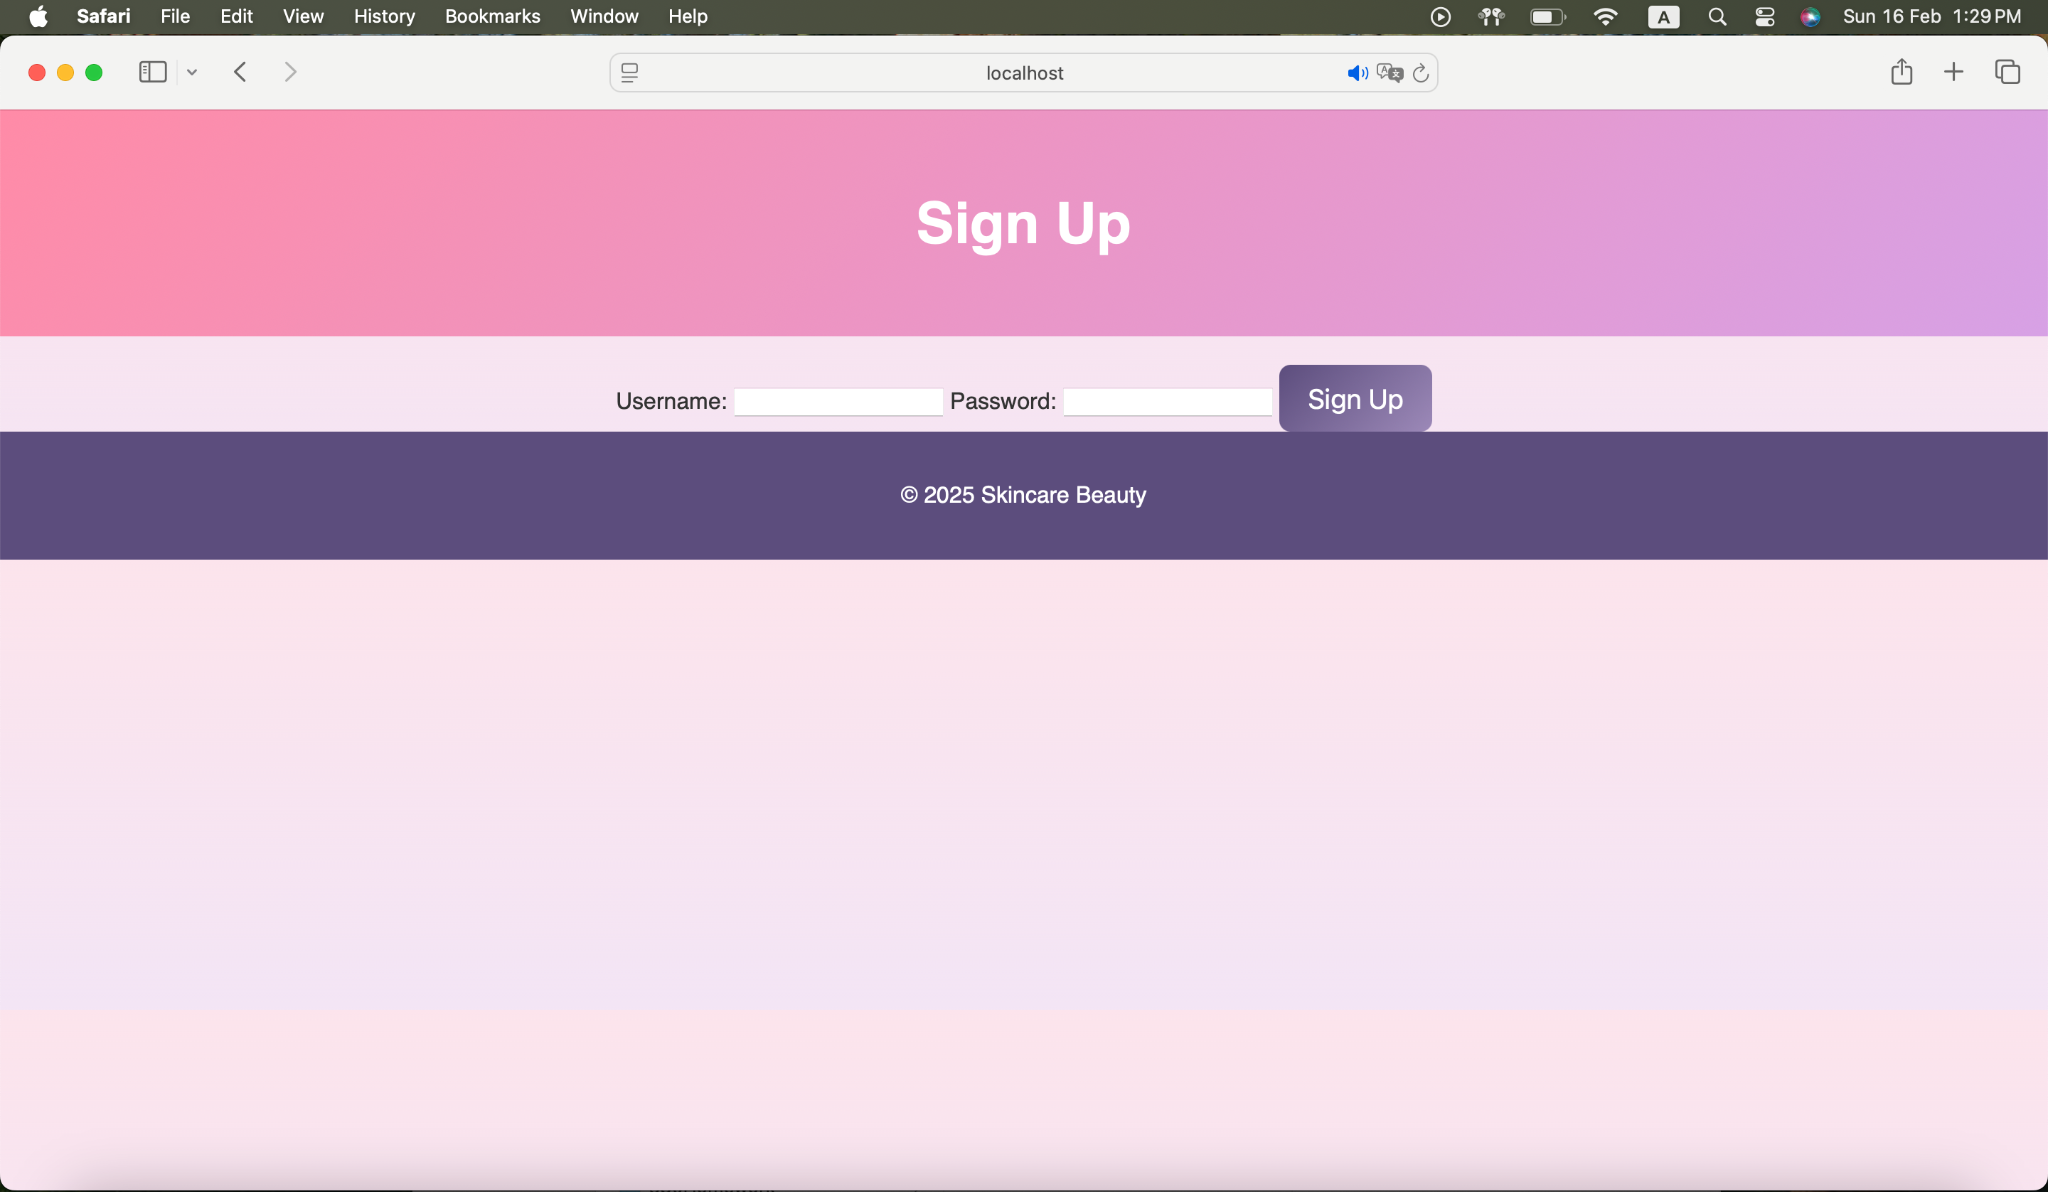 Safari File Edit View History Bookmarks Window Help A Sun 16 Feb 1:29 PM
localhost
Sign Up
Username: Password: Sign Up
© 2025 Skincare Beauty